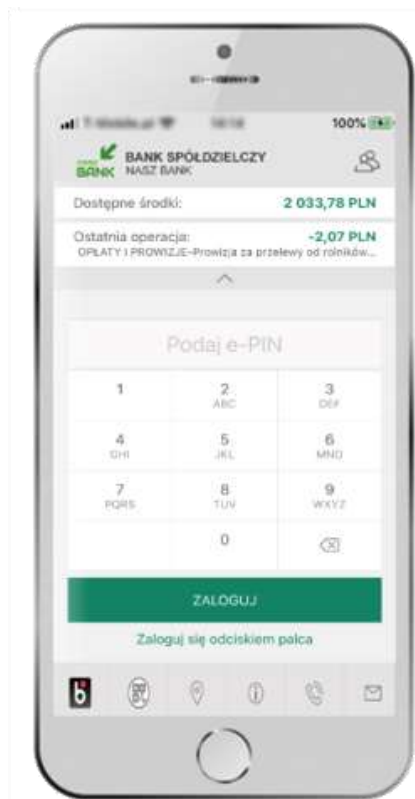 100%
BANK
BANK SPÓŁDZIELCZY
NASZ BANK
Dostępne środki: 2 033,78 PLN
Ostatnia operacja: -2,07 PLN
OPŁATY I PROWIZJE-Prowizja za przelewy od rolników...
Podaj e-PIN
1 2 3
ABC DEF
4 5 6
GHI JKL MNO
7 8 9
PQRS TUV WXYZ
0
ZALOGUJ
Zaloguj się odciskiem palca